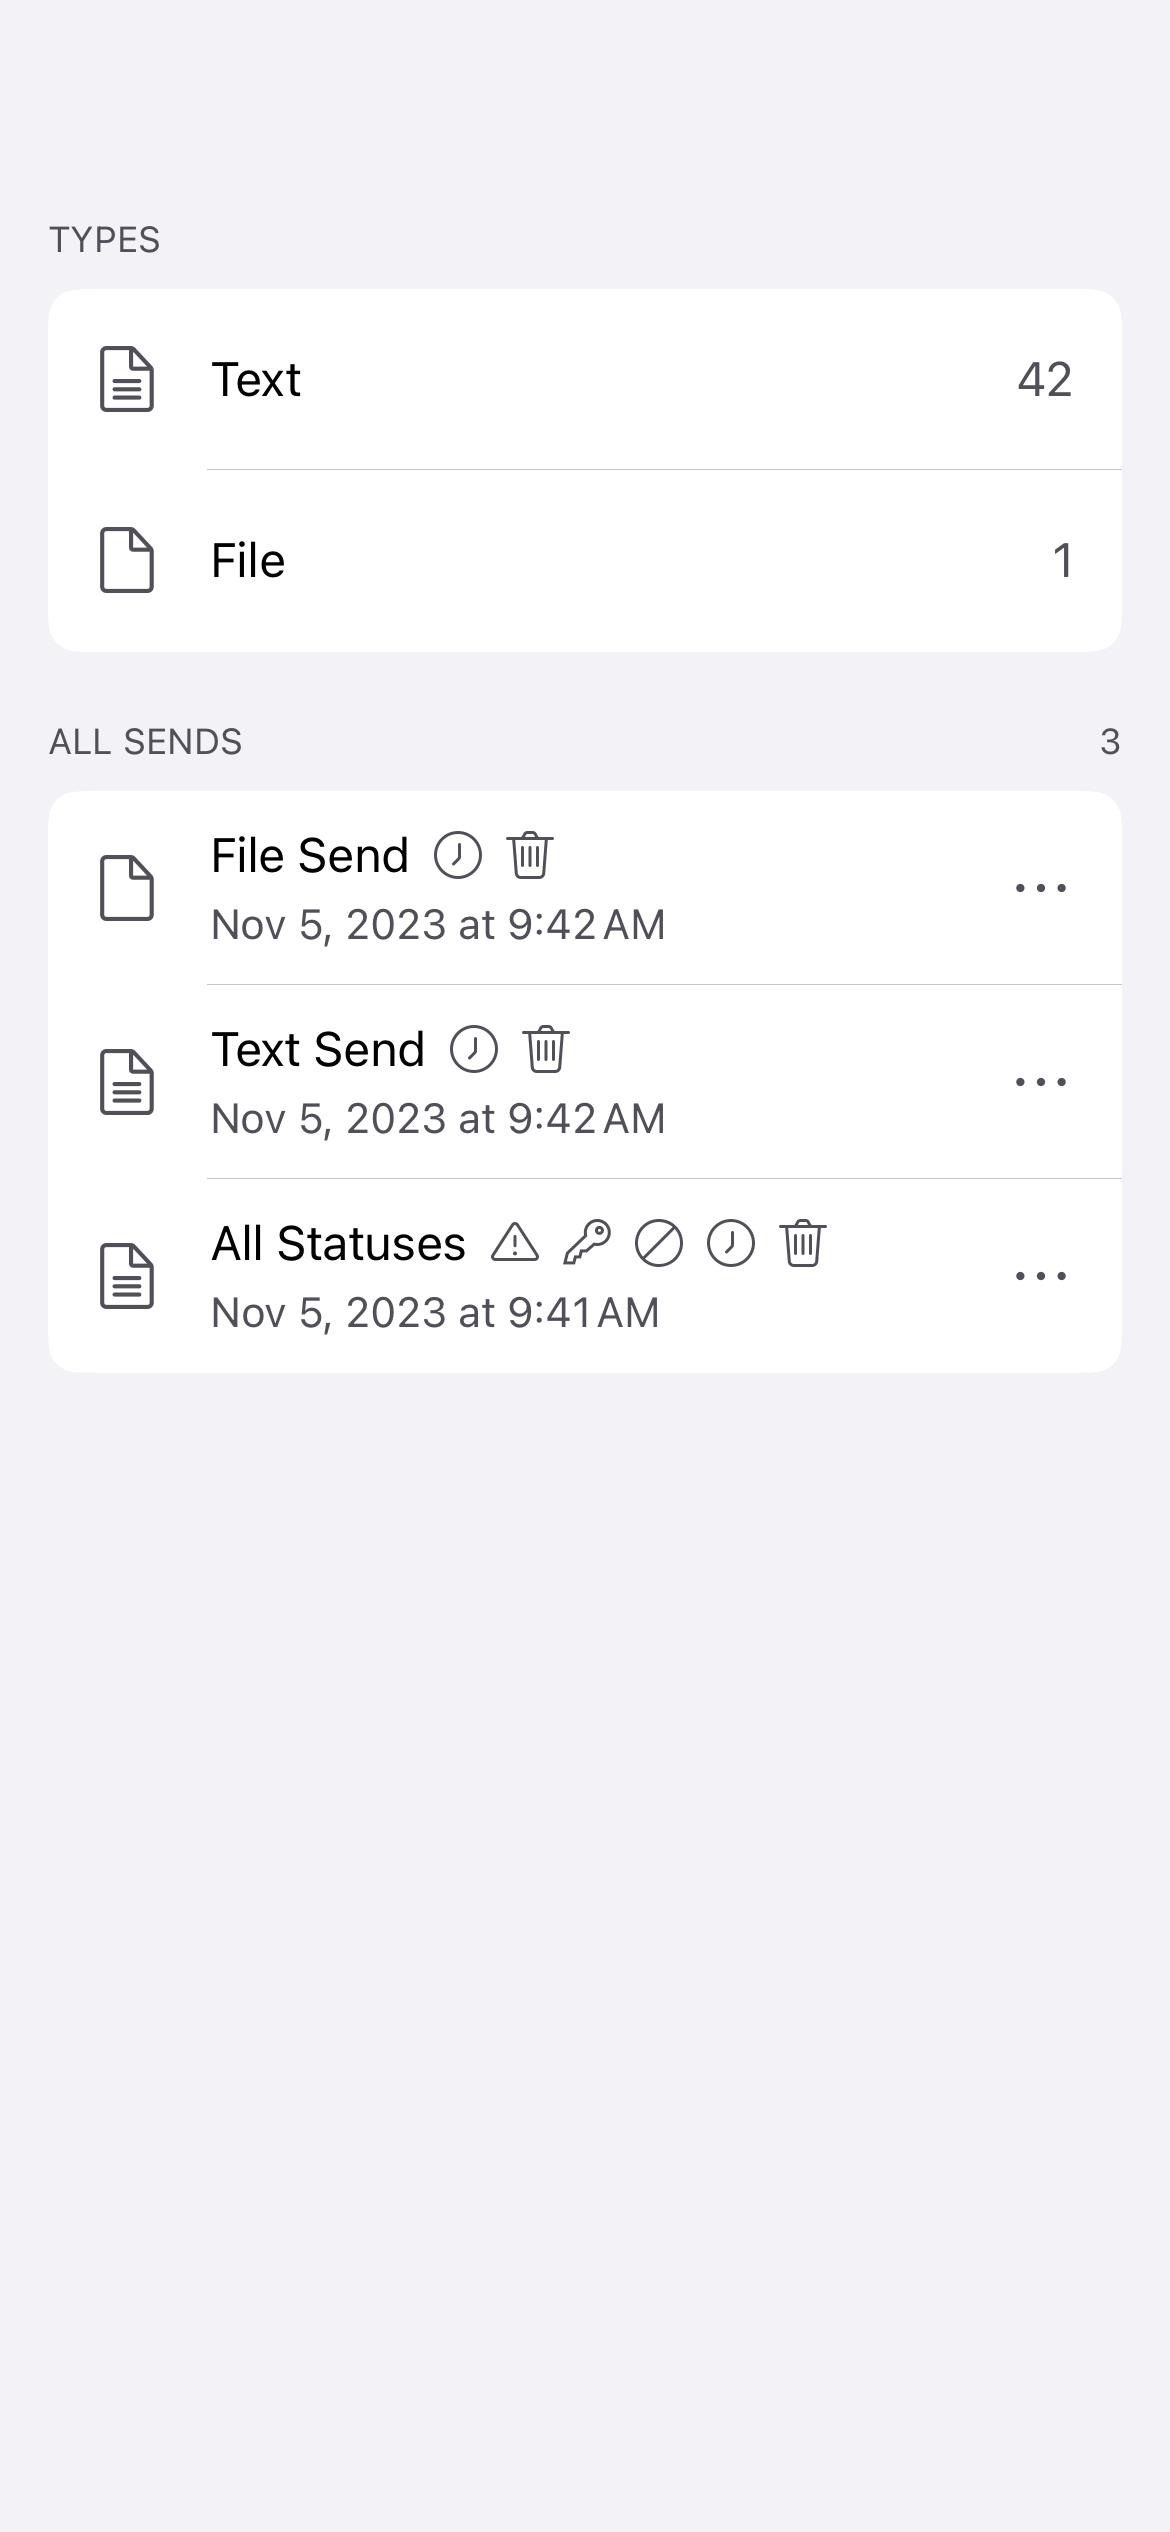 TYPES
Text 42
File 1
ALL SENDS 3
File Send
Nov 5, 2023 at 9:42 AM
Text Send
Nov 5, 2023 at 9:42 AM
All Statuses
Nov 5, 2023 at 9:41 AM